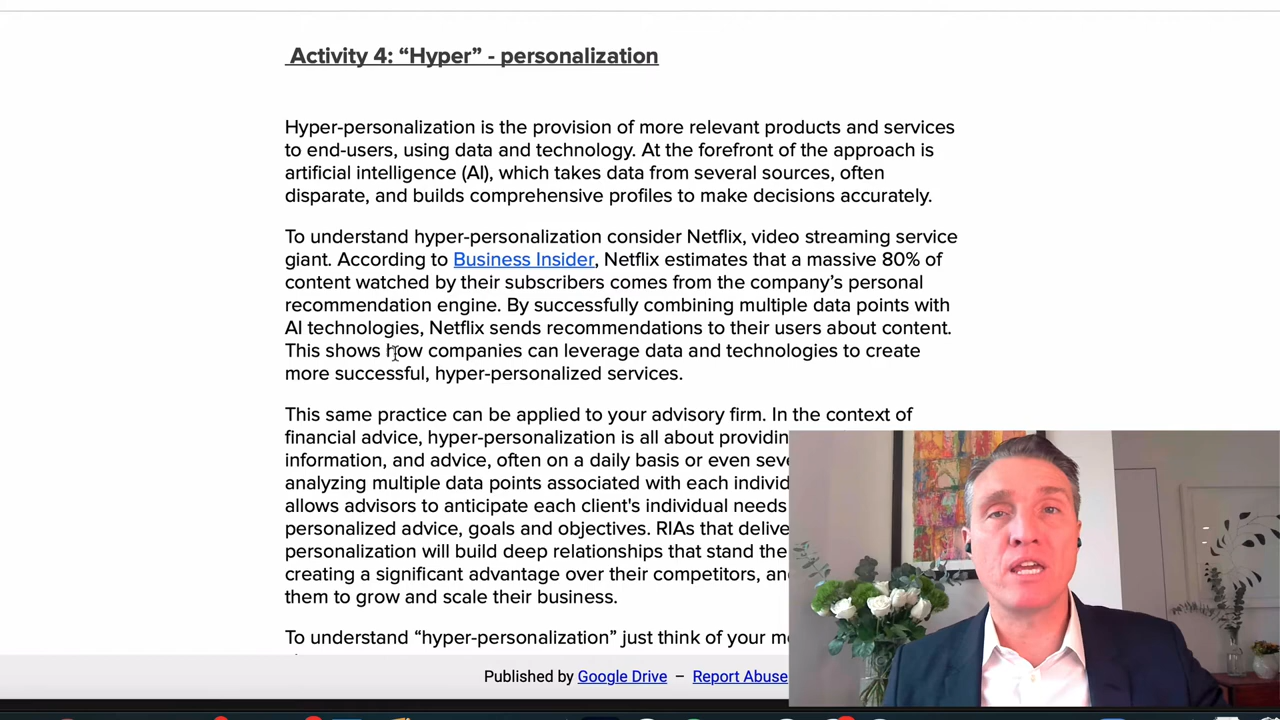 Activity 4: “Hyper” - personalization
Hyper-personalization is the provision of more relevant products and services
to end-users, using data and technology. At the forefront of the approach is
artificial intelligence (AI), which takes data from several sources, often
disparate, and builds comprehensive profiles to make decisions accurately.
To understand hyper-personalization consider Netflix, video streaming service
giant. According to Business Insider, Netflix estimates that a massive 80% of
content watched by their subscribers comes from the company’s personal
recommendation engine. By successfully combining multiple data points with
AI technologies, Netflix sends recommendations to their users about content.
This shows how companies can leverage data and technologies to create
more successful, hyper-personalized services.
This same practice can be applied to your advisory firm. In the context of
financial advice, hyper-personalization is all about
information, and advice, often on a daily basis or even
analyzing multiple data points associated with each
allows advisors to anticipate each client's individual needs
personalized advice, goals and objectives. RIAs that
personalization will build deep relationships that stand the
creating a significant advantage over their competitors,
them to grow and scale their business.
To understand “hyper-personalization” just think of your
Published by Google Drive – Report Abuse